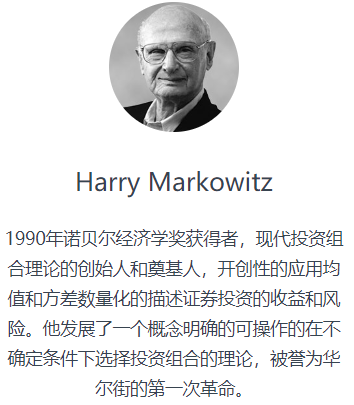 Harry Markowitz
1990年诺贝尔经济学奖获得者，现代投资组
合理论的创始人和奠基人，开创性的应用均
值和方差数量化的描述证券投资的收益和风
险。他发展了一个概念明确的可操作的在不
确定条件下选择投资组合的理论，被誉为华
尔街的第一次革命。